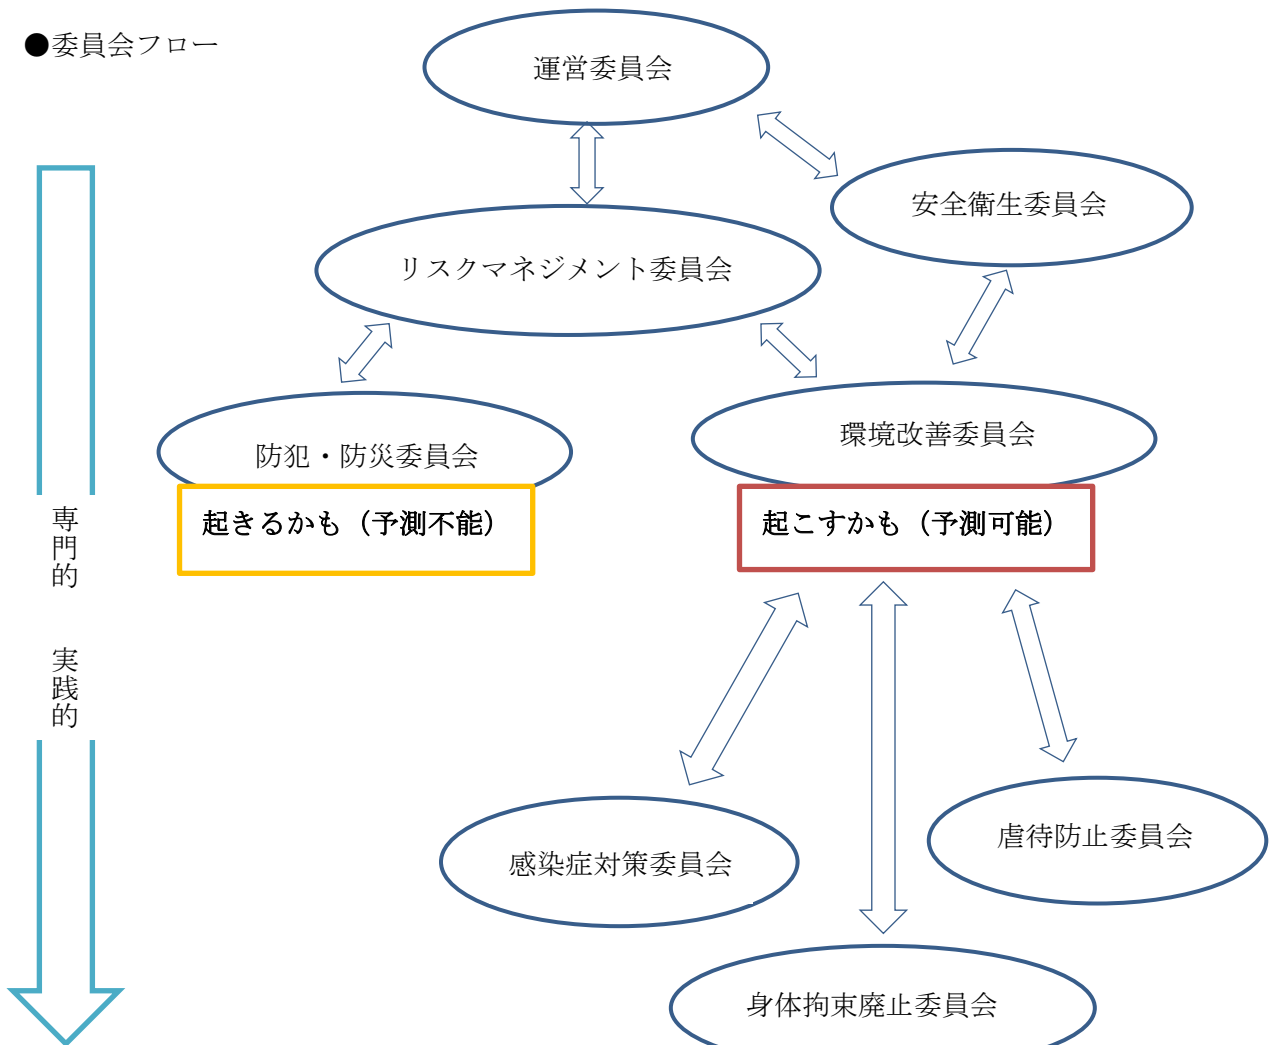 ●委員会フロー
運営委員会
安全衛生委員会
リスクマネジメント委員会
環境改善委員会
防犯・防災委員会
起きるかも（予測不能）
起こすかも（予測可能）
専門的
実践的
虐待防止委員会
感染症対策委員会
身体拘束廃止委員会